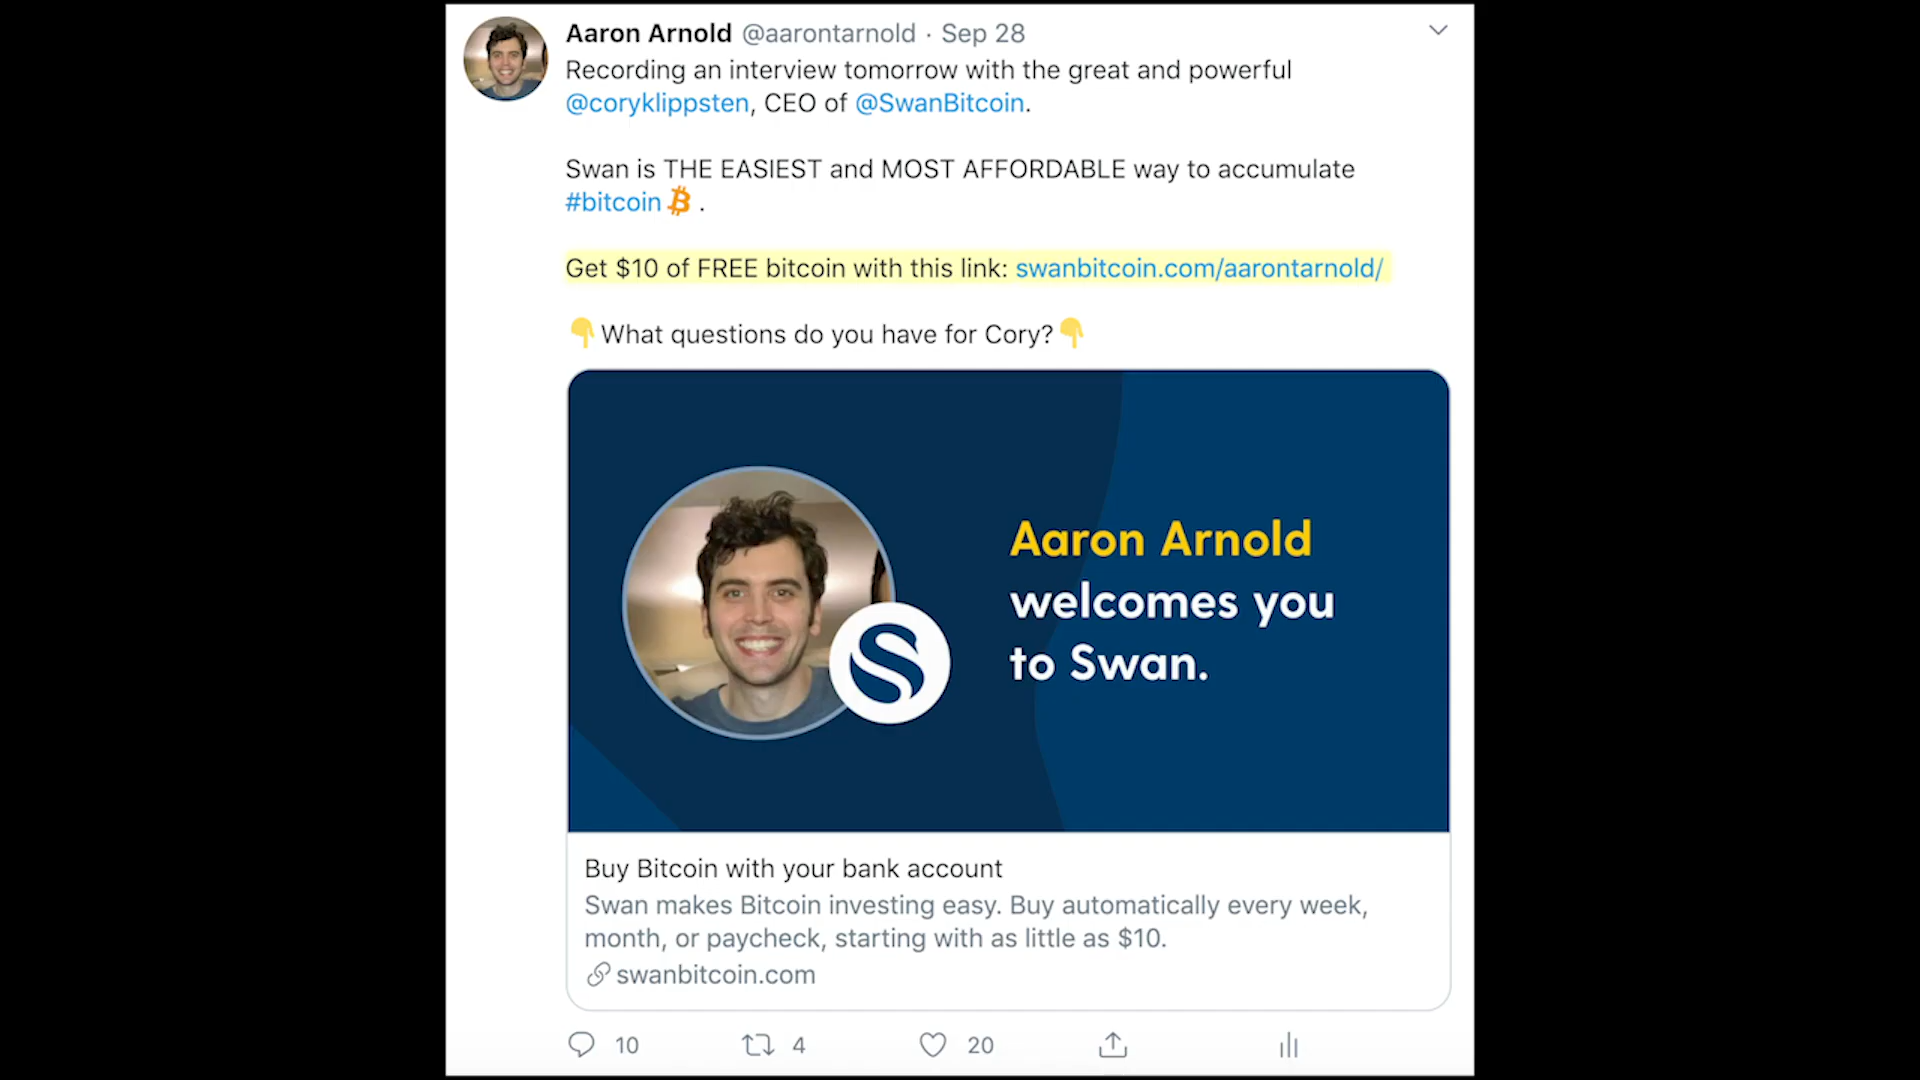 Aaron Arnold @aarontarnold · Sep 28
Recording an interview tomorrow with the great and powerful
@coryklippsten, CEO of @SwanBitcoin.
Swan is THE EASIEST and MOST AFFORDABLE way to accumulate
#bitcoin ₿ .
Get $10 of FREE bitcoin with this link: swanbitcoin.com/aarontarnold/
👇What questions do you have for Cory?👇
Aaron Arnold
welcomes you
to Swan.
Buy Bitcoin with your bank account
Swan makes Bitcoin investing easy. Buy automatically every week,
month, or paycheck, starting with as little as $10.
swanbitcoin.com
10 4 20